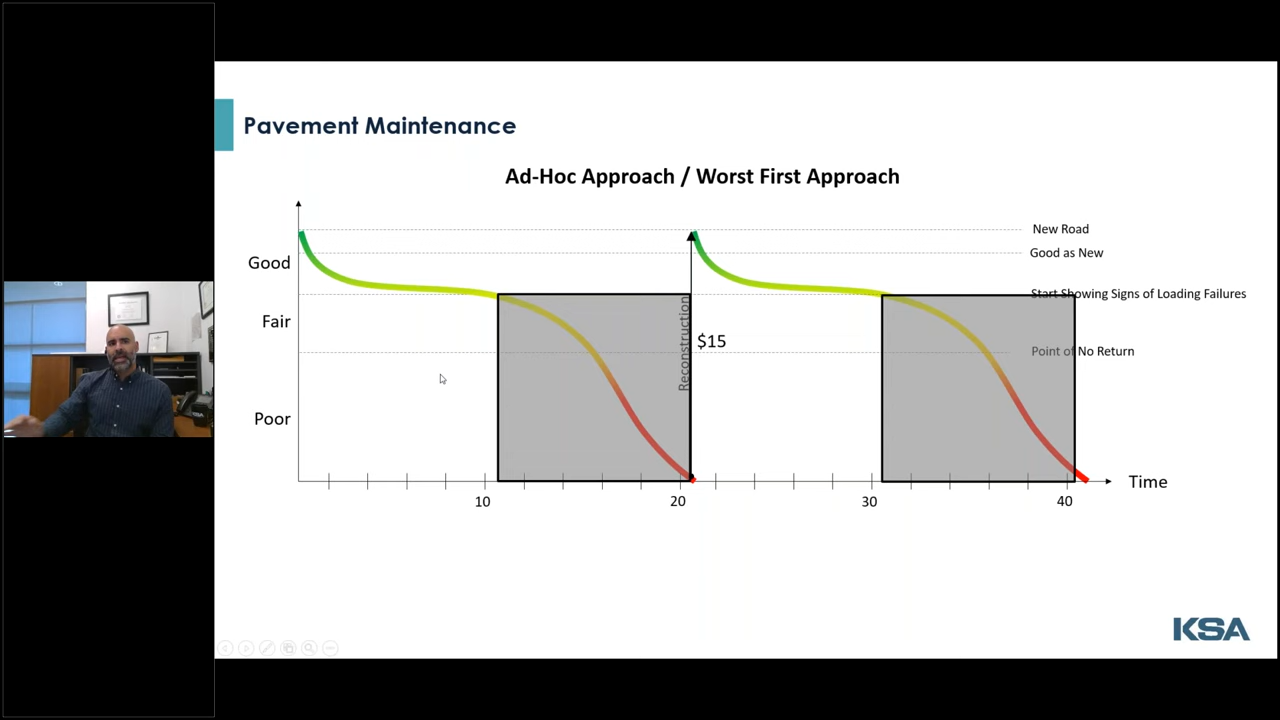 Pavement Maintenance
Ad-Hoc Approach / Worst First Approach
New Road
Good as New
Good
Start Showing Signs of Loading Failures
Fair
Reconstruction
$15
Point of No Return
Poor
Time
10
20
30
40
KSA